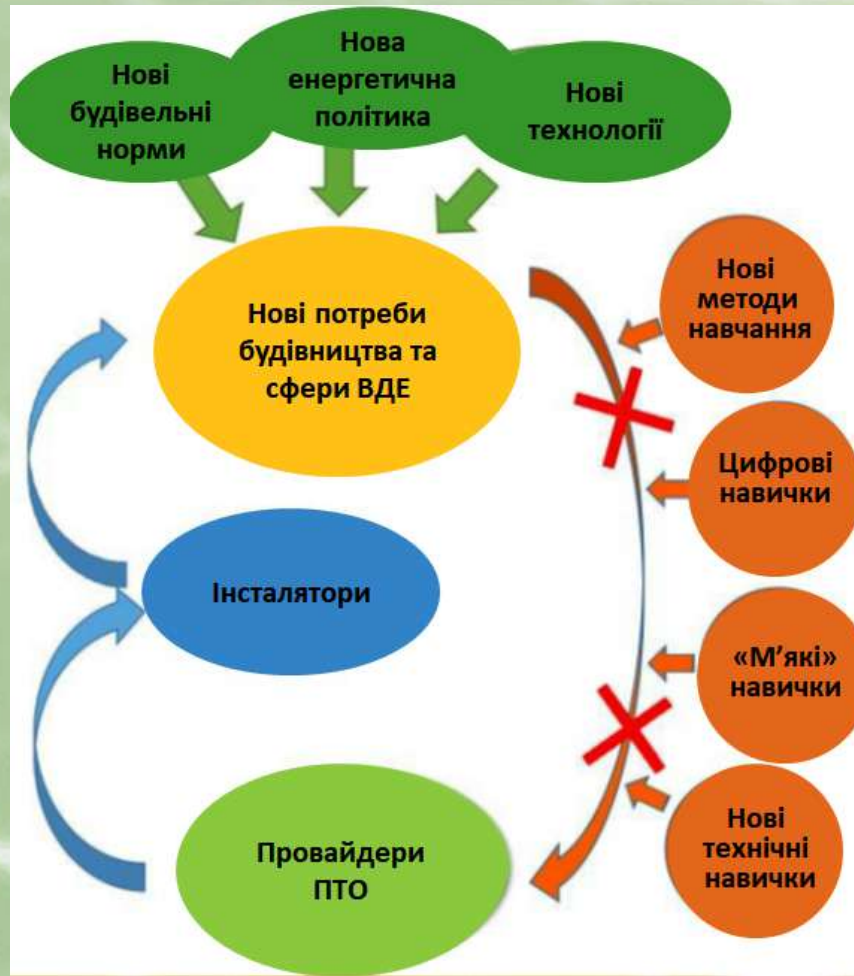 Нові
будівельні
норми
Нова
енергетична
політика
Нові
технології
Нові потреби
будівництва та
сфери ВДЕ
Нові
методи
навчання
Цифрові
навички
Інсталятори
«М’які»
навички
Нові
технічні
навички
Провайдери
ПТО